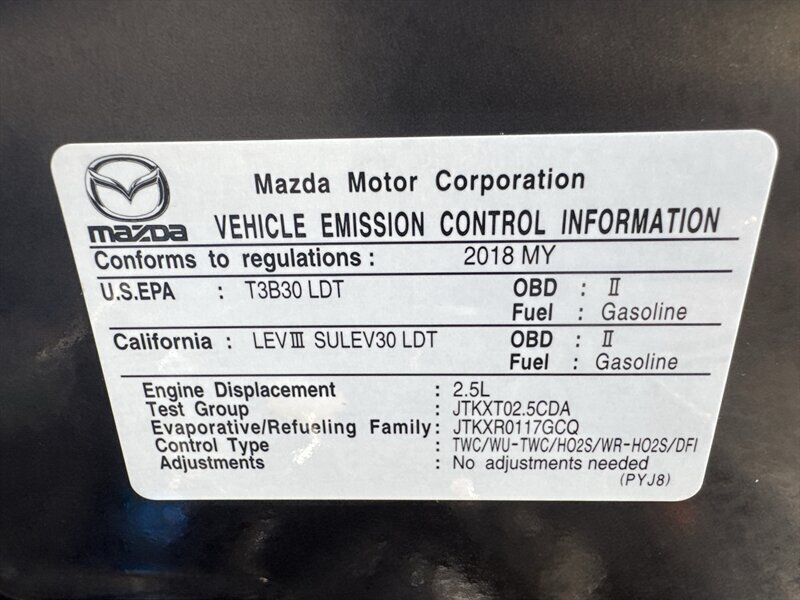 Mazda Motor Corporation
mazda VEHICLE EMISSION CONTROL INFORMATION
Conforms to regulations : 2018 MY
U.S.EPA : T3B30 LDT OBD : II
Fuel : Gasoline
California : LEVIII SULEV30 LDT OBD : II
Fuel : Gasoline
Engine Displacement : 2.5L
Test Group : JTKXT02.5CDA
Evaporative/Refueling Family: JTKXR0117GCQ
Control Type : TWC/WU-TWC/HO2S/WR-HO2S/DFI
Adjustments : No adjustments needed
(PYJ8)